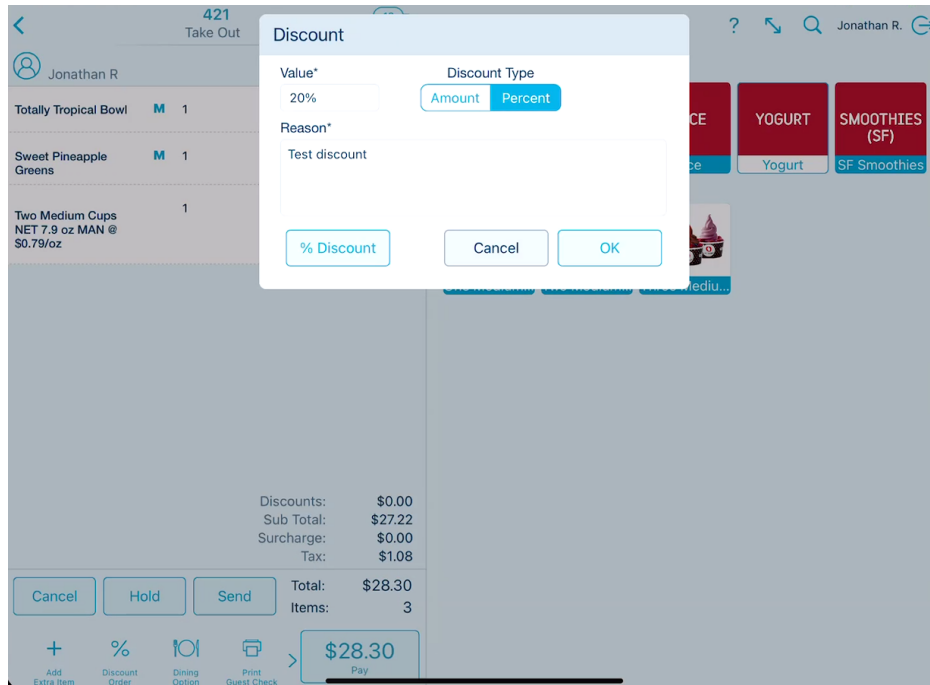 421
Take Out
Jonathan R
Totally Tropical Bowl M 1
Sweet Pineapple
Greens
M 1
Two Medium Cups
NET 7.9 oz MAN @
$0.79/oz
1
Discount
Value*
20%
Discount Type
Amount Percent
Reason*
Test discount
% Discount Cancel OK
? Jonathan R.
CE
YOGURT
Yogurt
SMOOTHIES
(SF)
SF Smoothies
Discounts: $0.00
Sub Total: $27.22
Surcharge: $0.00
Tax: $1.08
Total: $28.30
Items: 3
Cancel Hold Send
Add
Extra Item
Discount
Order
Dining
Option
Print
Guest Check
$28.30
Pay